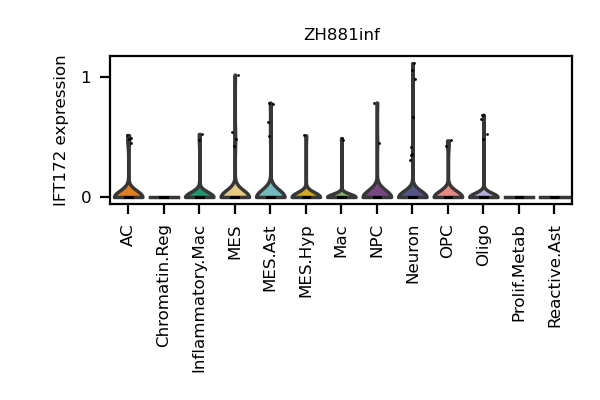 ZH881inf
IFT172 expression
1
0
AC
Chromatin.Reg
Inflammatory.Mac
MES
MES.Ast
MES.Hyp
Mac
NPC
Neuron
OPC
Oligo
Prolif.Metab
Reactive.Ast